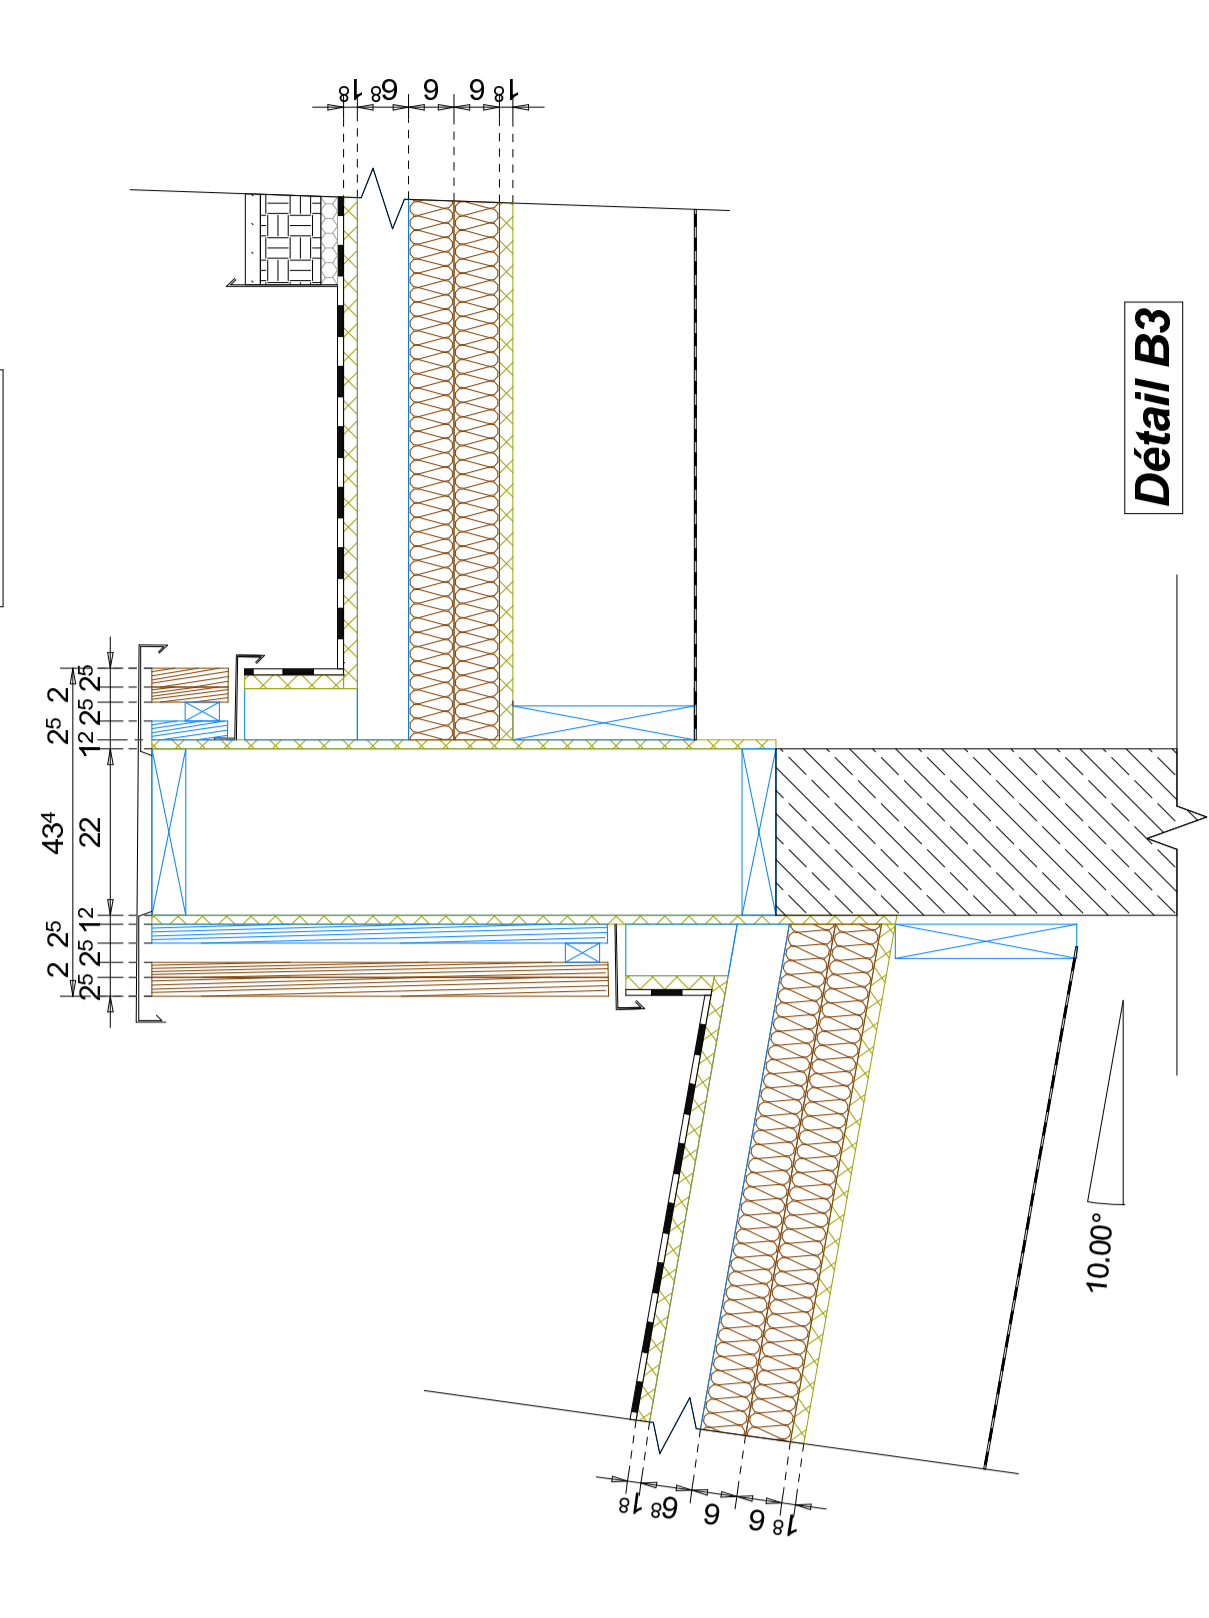 43⁴
2⁵ 2 2⁵ 2⁵ 1² 22 1² 2⁵ 2⁵ 2 2⁵
1⁸ 6⁸ 6 6 1⁸
1⁸ 6⁸ 6 6 1⁸
10.00°
Détail B3